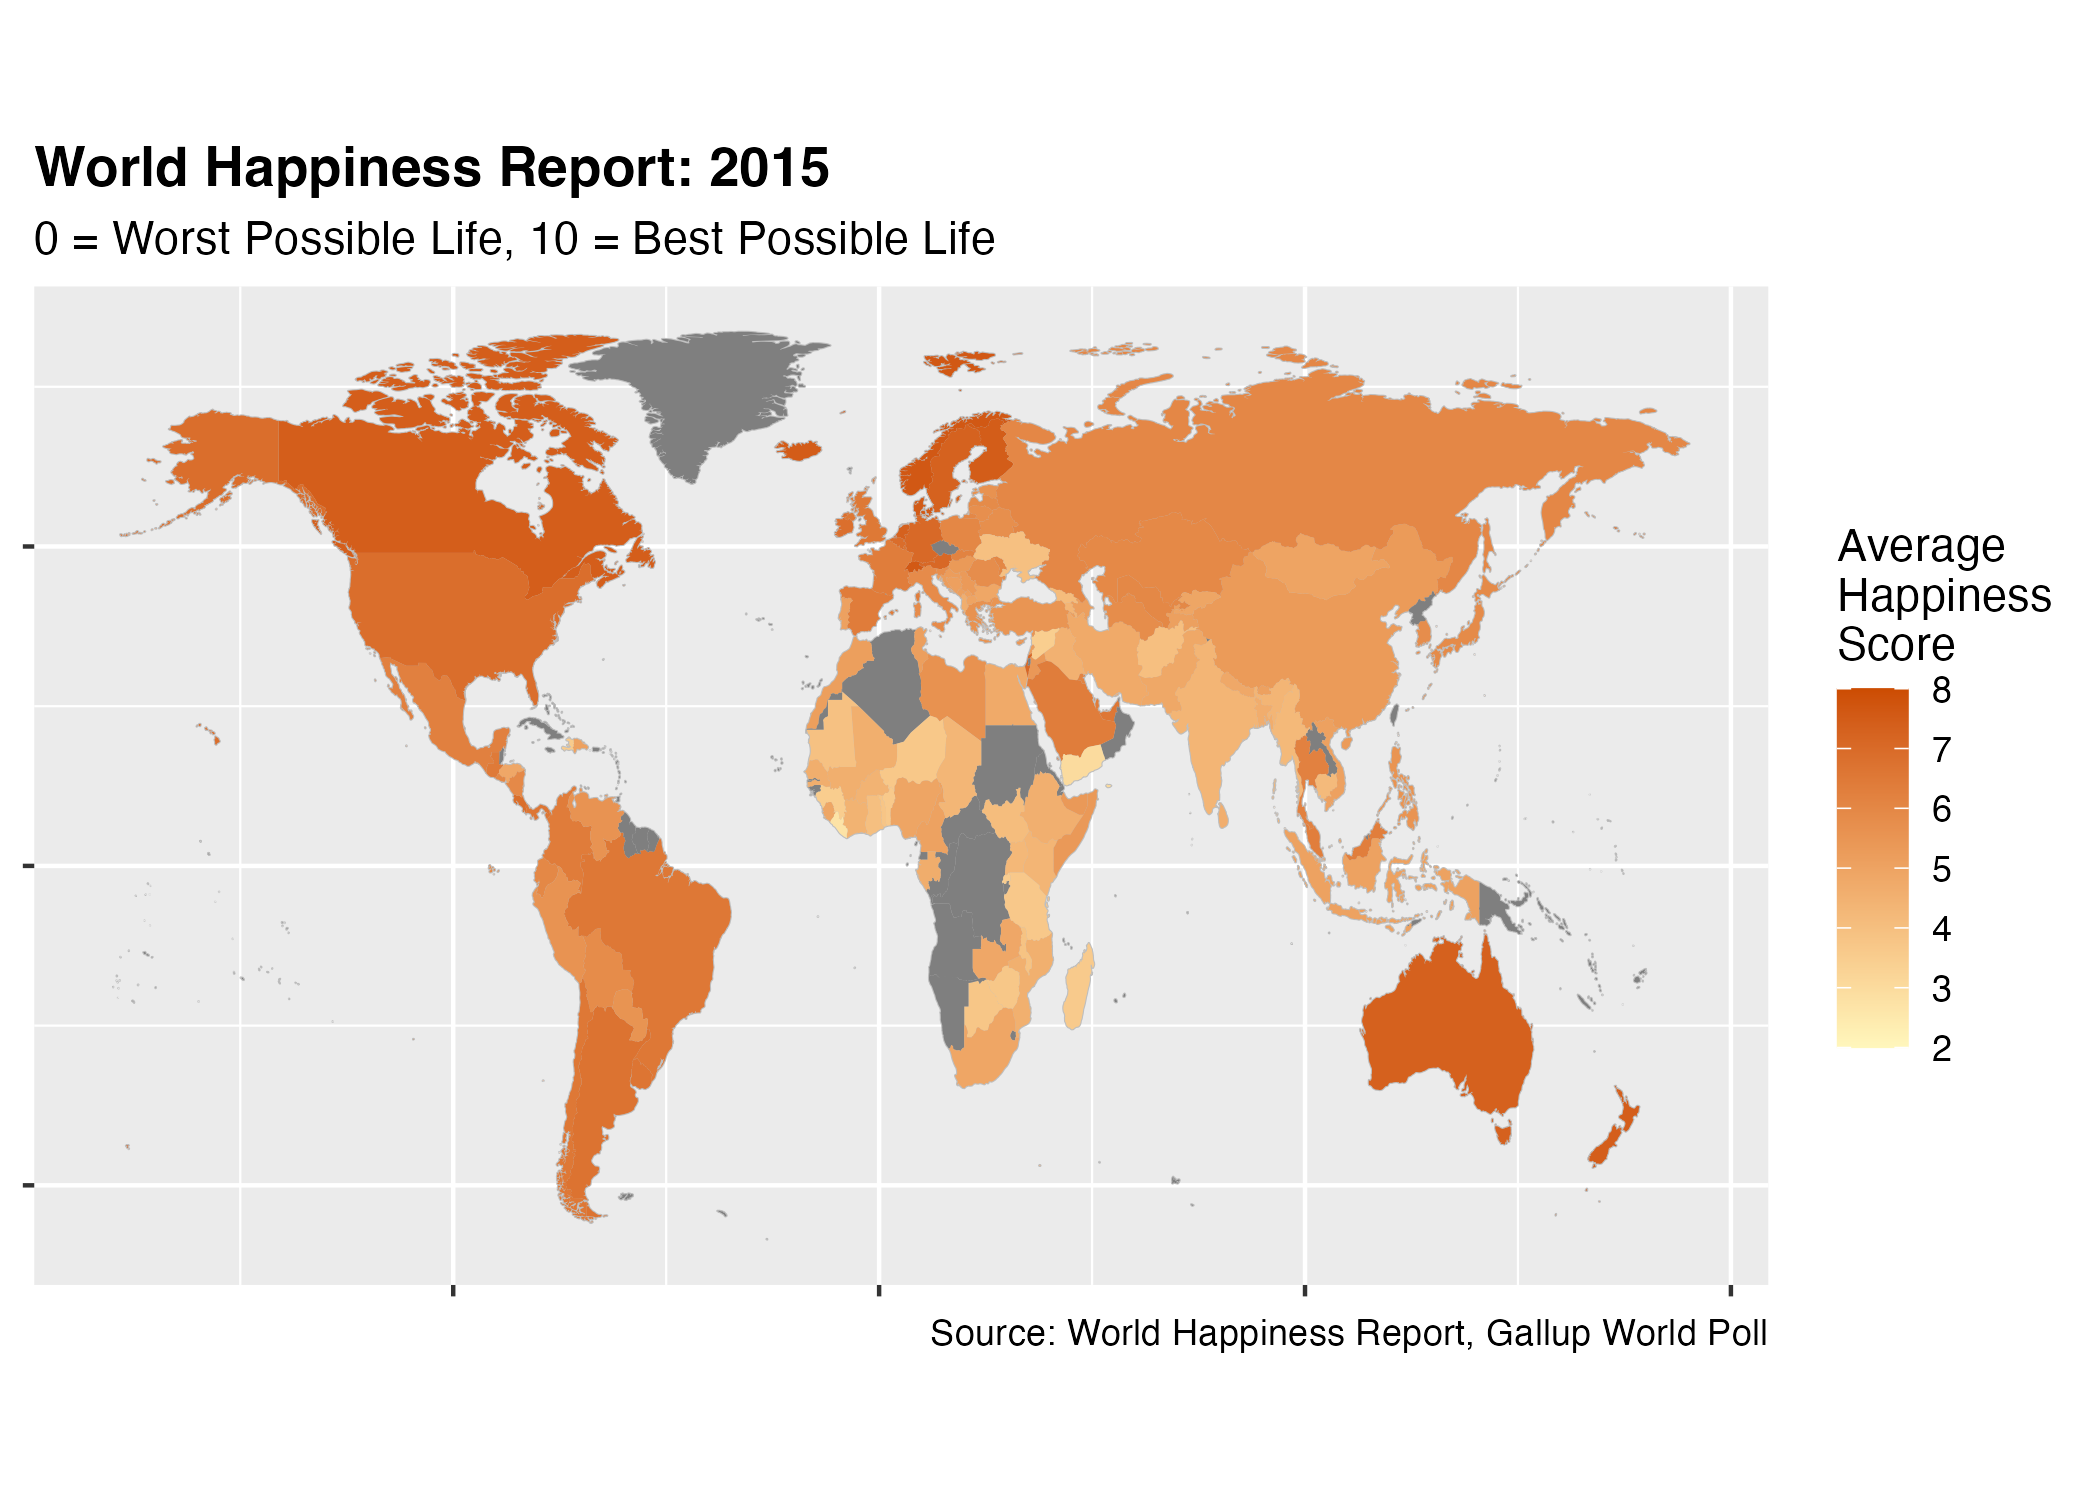 World Happiness Report: 2015
0 = Worst Possible Life, 10 = Best Possible Life
Average
Happiness
Score
8
7
6
5
4
3
2
Source: World Happiness Report, Gallup World Poll